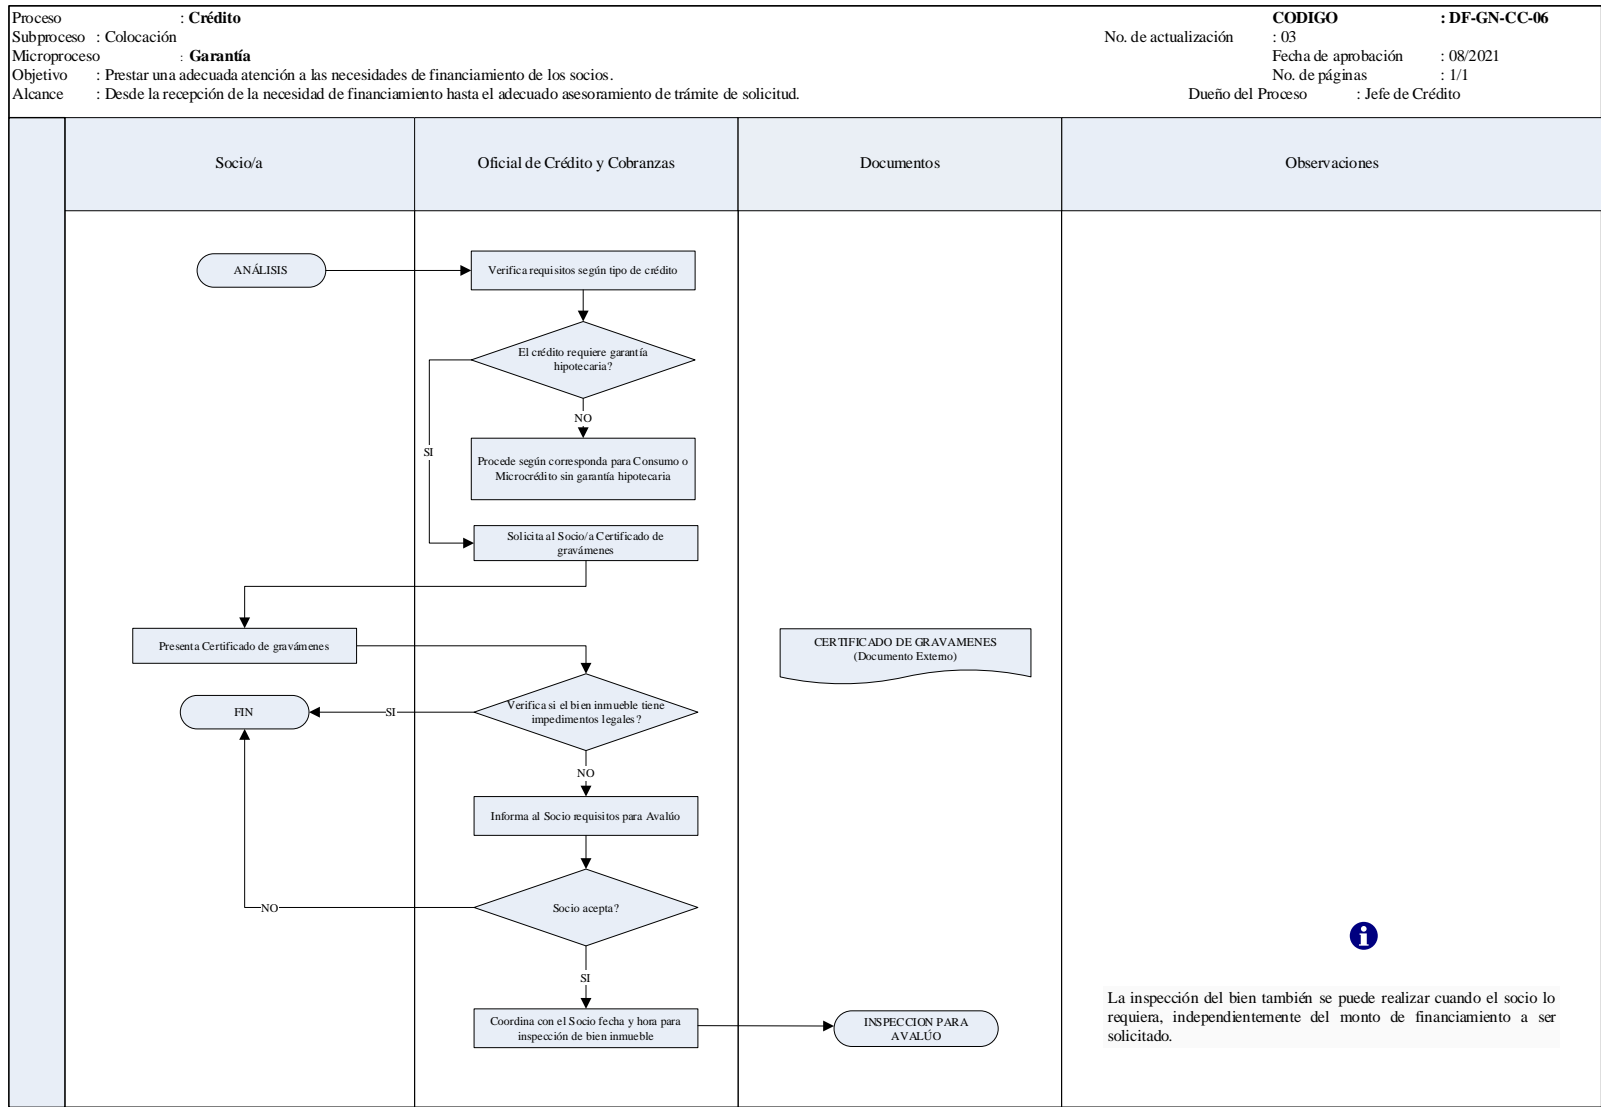 Proceso : Crédito
CODIGO : DF-GN-CC-06
Subproceso : Colocación
No. de actualización : 03
Microproceso : Garantía
Fecha de aprobación : 08/2021
Objetivo : Prestar una adecuada atención a las necesidades de financiamiento de los socios.
No. de páginas : 1/1
Alcance : Desde la recepción de la necesidad de financiamiento hasta el adecuado asesoramiento de trámite de solicitud.
Dueño del Proceso : Jefe de Crédito
Socio/a
Oficial de Crédito y Cobranzas
Documentos
Observaciones
ANÁLISIS
Verifica requisitos según tipo de crédito
El crédito requiere garantía
hipotecaria?
NO
SI
Procede según corresponda para Consumo o
Microcrédito sin garantía hipotecaria
Solicita al Socio/a Certificado de
gravámenes
Presenta Certificado de gravámenes
CERTIFICADO DE GRAVAMENES
(Documento Externo)
Verifica si el bien inmueble tiene
impedimentos legales?
SI
FIN
NO
Informa al Socio requisitos para Avalúo
Socio acepta?
NO
SI
Coordina con el Socio fecha y hora para
inspección de bien inmueble
INSPECCION PARA
AVALÚO
i
La inspección del bien también se puede realizar cuando el socio lo
requiera, independientemente del monto de financiamiento a ser
solicitado.